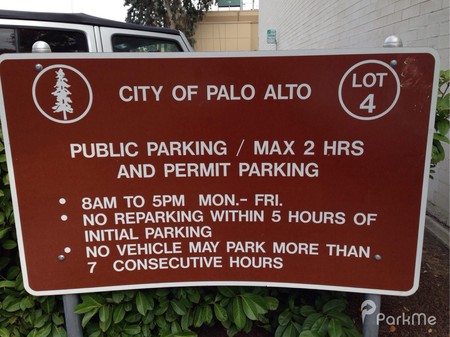 CITY OF PALO ALTO
LOT
4
PUBLIC PARKING / MAX 2 HRS
AND PERMIT PARKING
• 8AM TO 5PM MON.- FRI.
• NO REPARKING WITHIN 5 HOURS OF
INITIAL PARKING
• NO VEHICLE MAY PARK MORE THAN
7 CONSECUTIVE HOURS
ParkMe